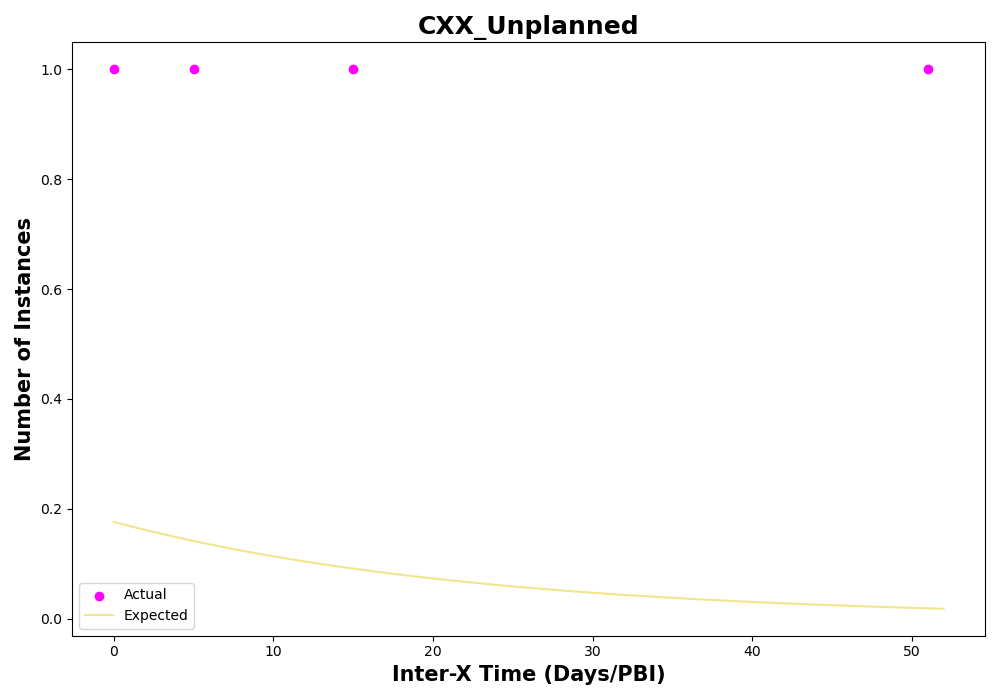 CXX_Unplanned
Number of Instances
1.0
0.8
0.6
0.4
0.2
0.0
Actual
Expected
0 10 20 30 40 50
Inter-X Time (Days/PBI)